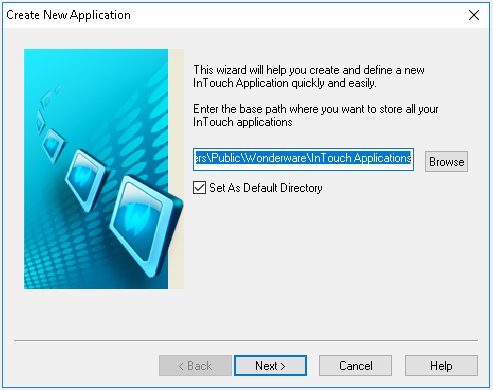 Create New Application
This wizard will help you create and define a new
InTouch Application quickly and easily.
Enter the base path where you want to store all your
InTouch applications
ers\Public\Wonderware\InTouch Applications
Browse
Set As Default Directory
< Back
Next >
Cancel
Help